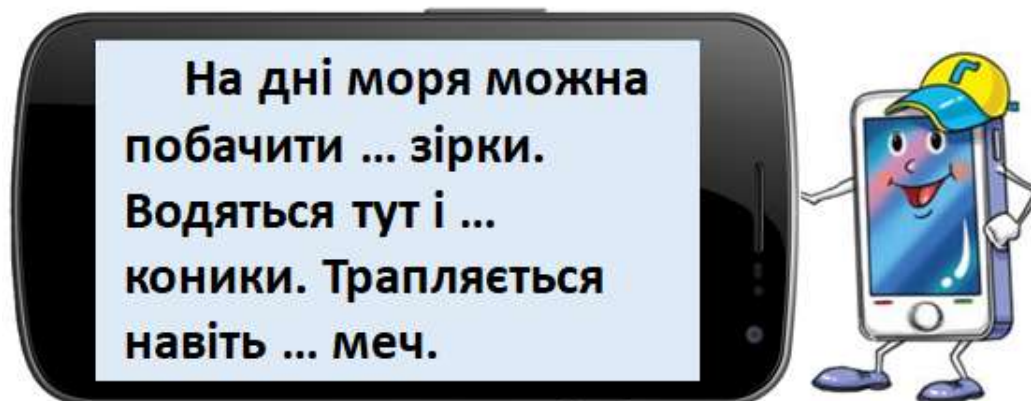 На дні моря можна
побачити ... зірки.
Водяться тут і ...
коники. Трапляється
навіть ... меч.